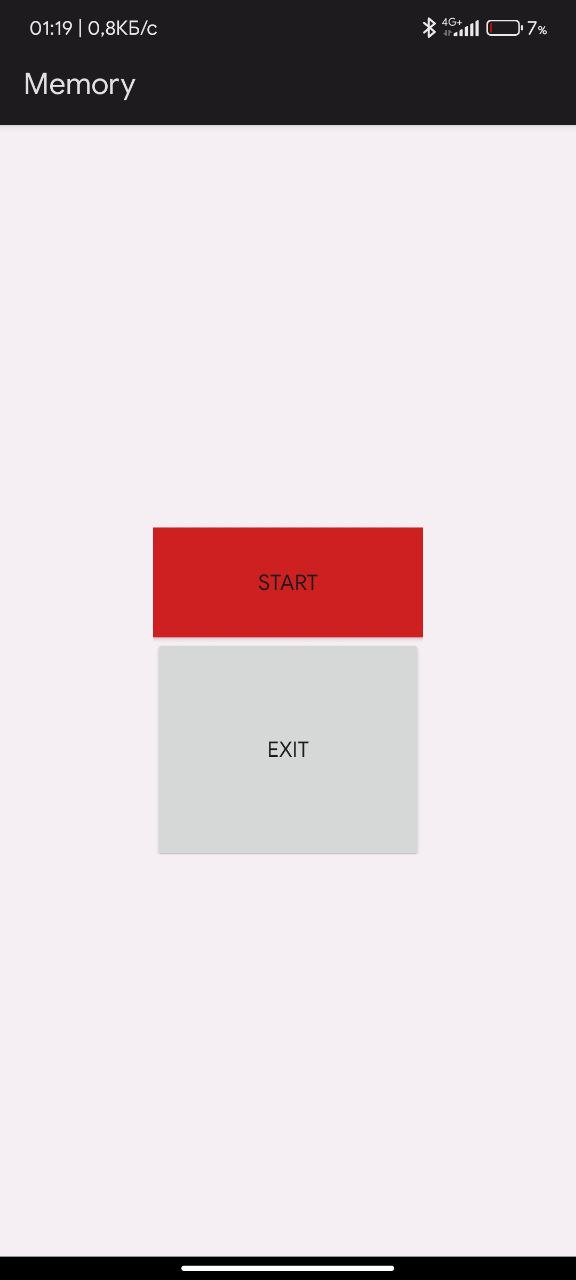 01:19 | 0,8КБ/с 4G+ 7%
Memory
START
EXIT